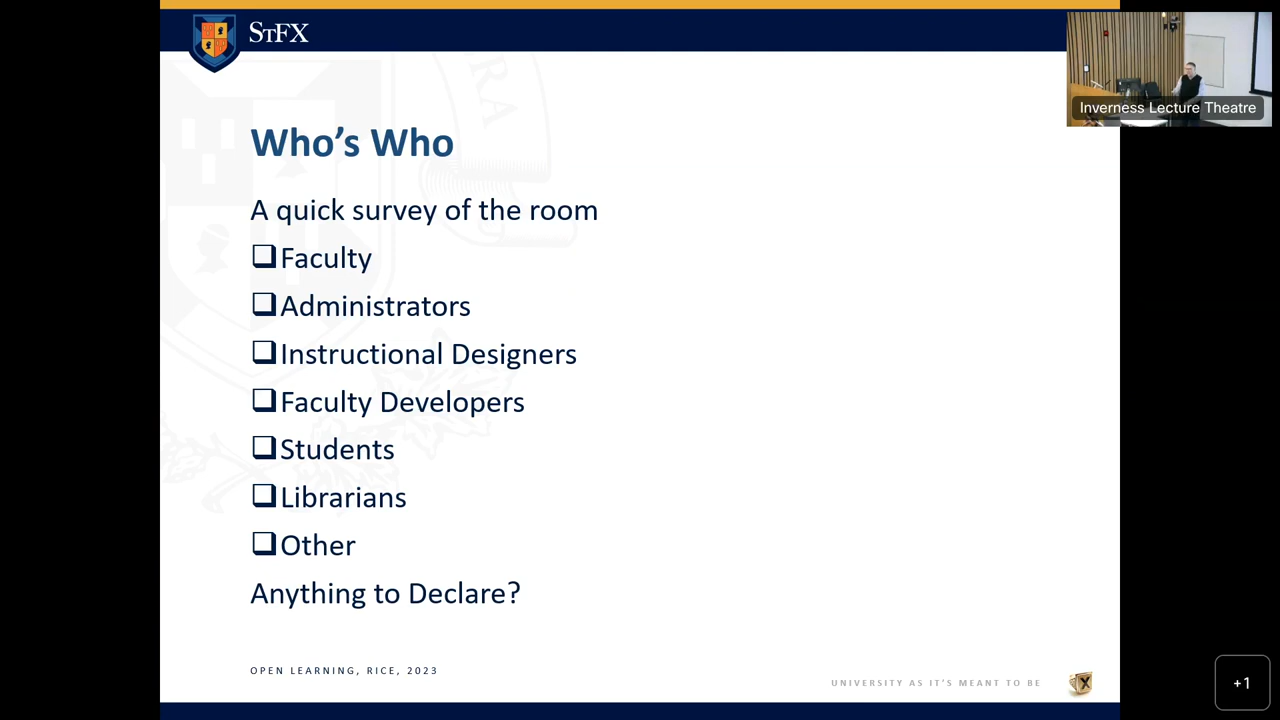 STFX
Inverness Lecture Theatre
RA
Who's Who
A quick survey of the room
Faculty
Administrators
Instructional Designers
Faculty Developers
Students
Librarians
Other
Anything to Declare?
OPEN LEARNING, RICE, 2023
UNIVERSITY AS IT'S MEANT TO BE
X
+1